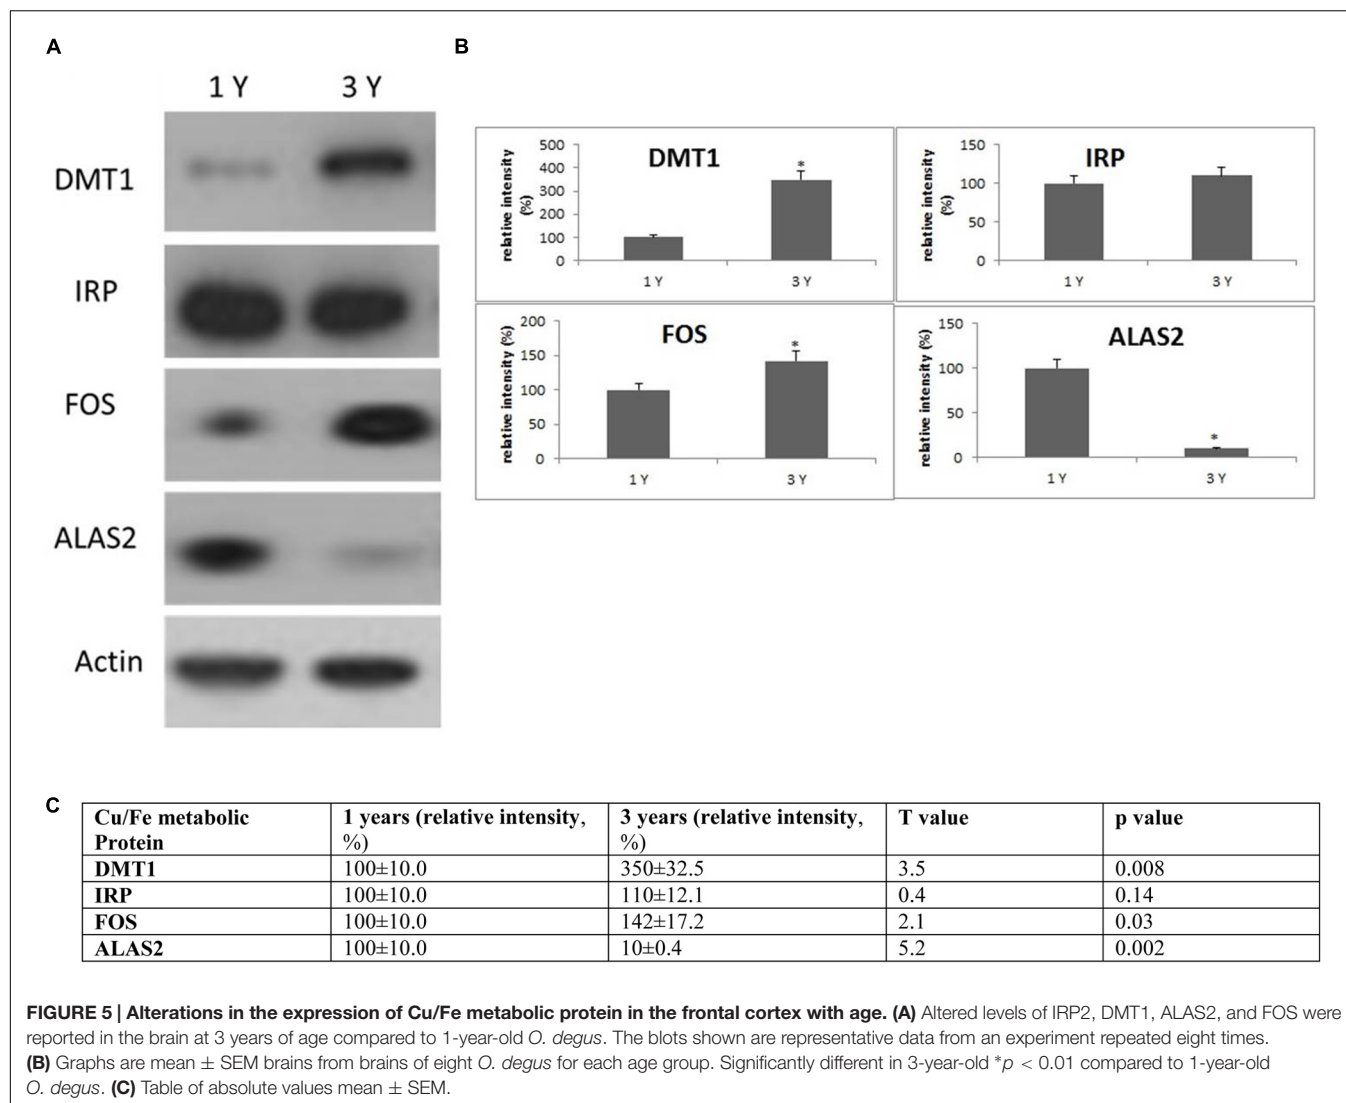 A
1 Y 3 Y
DMT1
IRP
FOS
ALAS2
Actin
B
DMT1
relative intensity (%)
500
400
300
200
100
0
*
1 Y 3 Y
IRP
relative intensity (%)
150
100
50
0
1 Y 3 Y
FOS
relative intensity (%)
200
150
100
50
0
*
1 Y 3 Y
ALAS2
relative intensity (%)
150
100
50
0
*
1 Y 3 Y
C
Cu/Fe metabolic Protein 1 years (relative intensity, %) 3 years (relative intensity, %) T value p value
DMT1 100±10.0 350±32.5 3.5 0.008
IRP 100±10.0 110±12.1 0.4 0.14
FOS 100±10.0 142±17.2 2.1 0.03
ALAS2 100±10.0 10±0.4 5.2 0.002
FIGURE 5 | Alterations in the expression of Cu/Fe metabolic protein in the frontal cortex with age. (A) Altered levels of IRP2, DMT1, ALAS2, and FOS were
reported in the brain at 3 years of age compared to 1-year-old O. degus. The blots shown are representative data from an experiment repeated eight times.
(B) Graphs are mean ± SEM brains from brains of eight O. degus for each age group. Significantly different in 3-year-old *p < 0.01 compared to 1-year-old
O. degus. (C) Table of absolute values mean ± SEM.